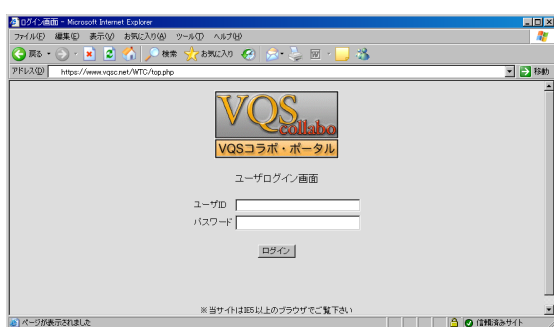 ログイン画面 - Microsoft Internet Explorer
ファイル(F) 編集(E) 表示(V) お気に入り(A) ツール(T) ヘルプ(H)
戻る 検索 お気に入り
アドレス(D) https://www.vqsc.net/WTC/top.php 移動
VQS
collabo
VQSコラボ・ポータル
ユーザログイン画面
ユーザID
パスワード
ログイン
※当サイトはIE5以上のブラウザでご覧下さい
ページが表示されました 信頼済みサイト